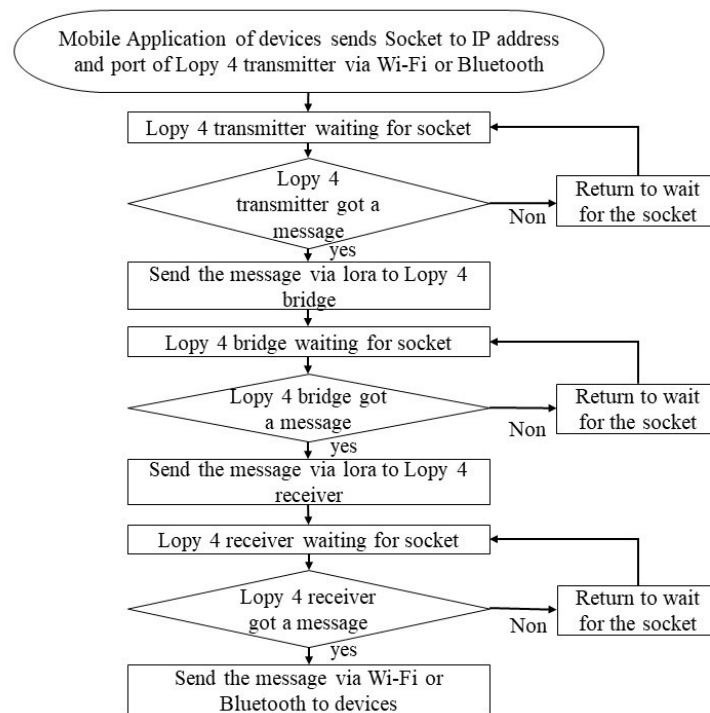 Mobile Application of devices sends Socket to IP address
and port of Lopy 4 transmitter via Wi-Fi or Bluetooth
Lopy 4 transmitter waiting for socket
Lopy 4
transmitter got a
message
Non
Return to wait
for the socket
yes
Send the message via lora to Lopy 4
bridge
Lopy 4 bridge waiting for socket
Lopy 4 bridge got
a message
Non
Return to wait
for the socket
yes
Send the message via lora to Lopy 4
receiver
Lopy 4 receiver waiting for socket
Lopy 4 receiver
got a message
Non
Return to wait
for the socket
yes
Send the message via Wi-Fi or
Bluetooth to devices